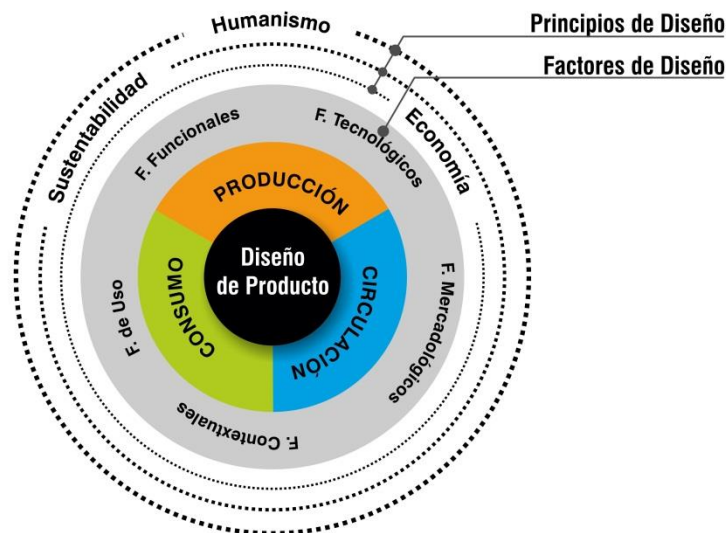 Humanismo
Principios de Diseño
Factores de Diseño
Sustentabilidad
Economía
F. Funcionales
F. Tecnológicos
PRODUCCIÓN
Diseño
de Producto
CONSUMO
CIRCULACIÓN
F. de Uso
F. Mercadológicos
F. Contextuales